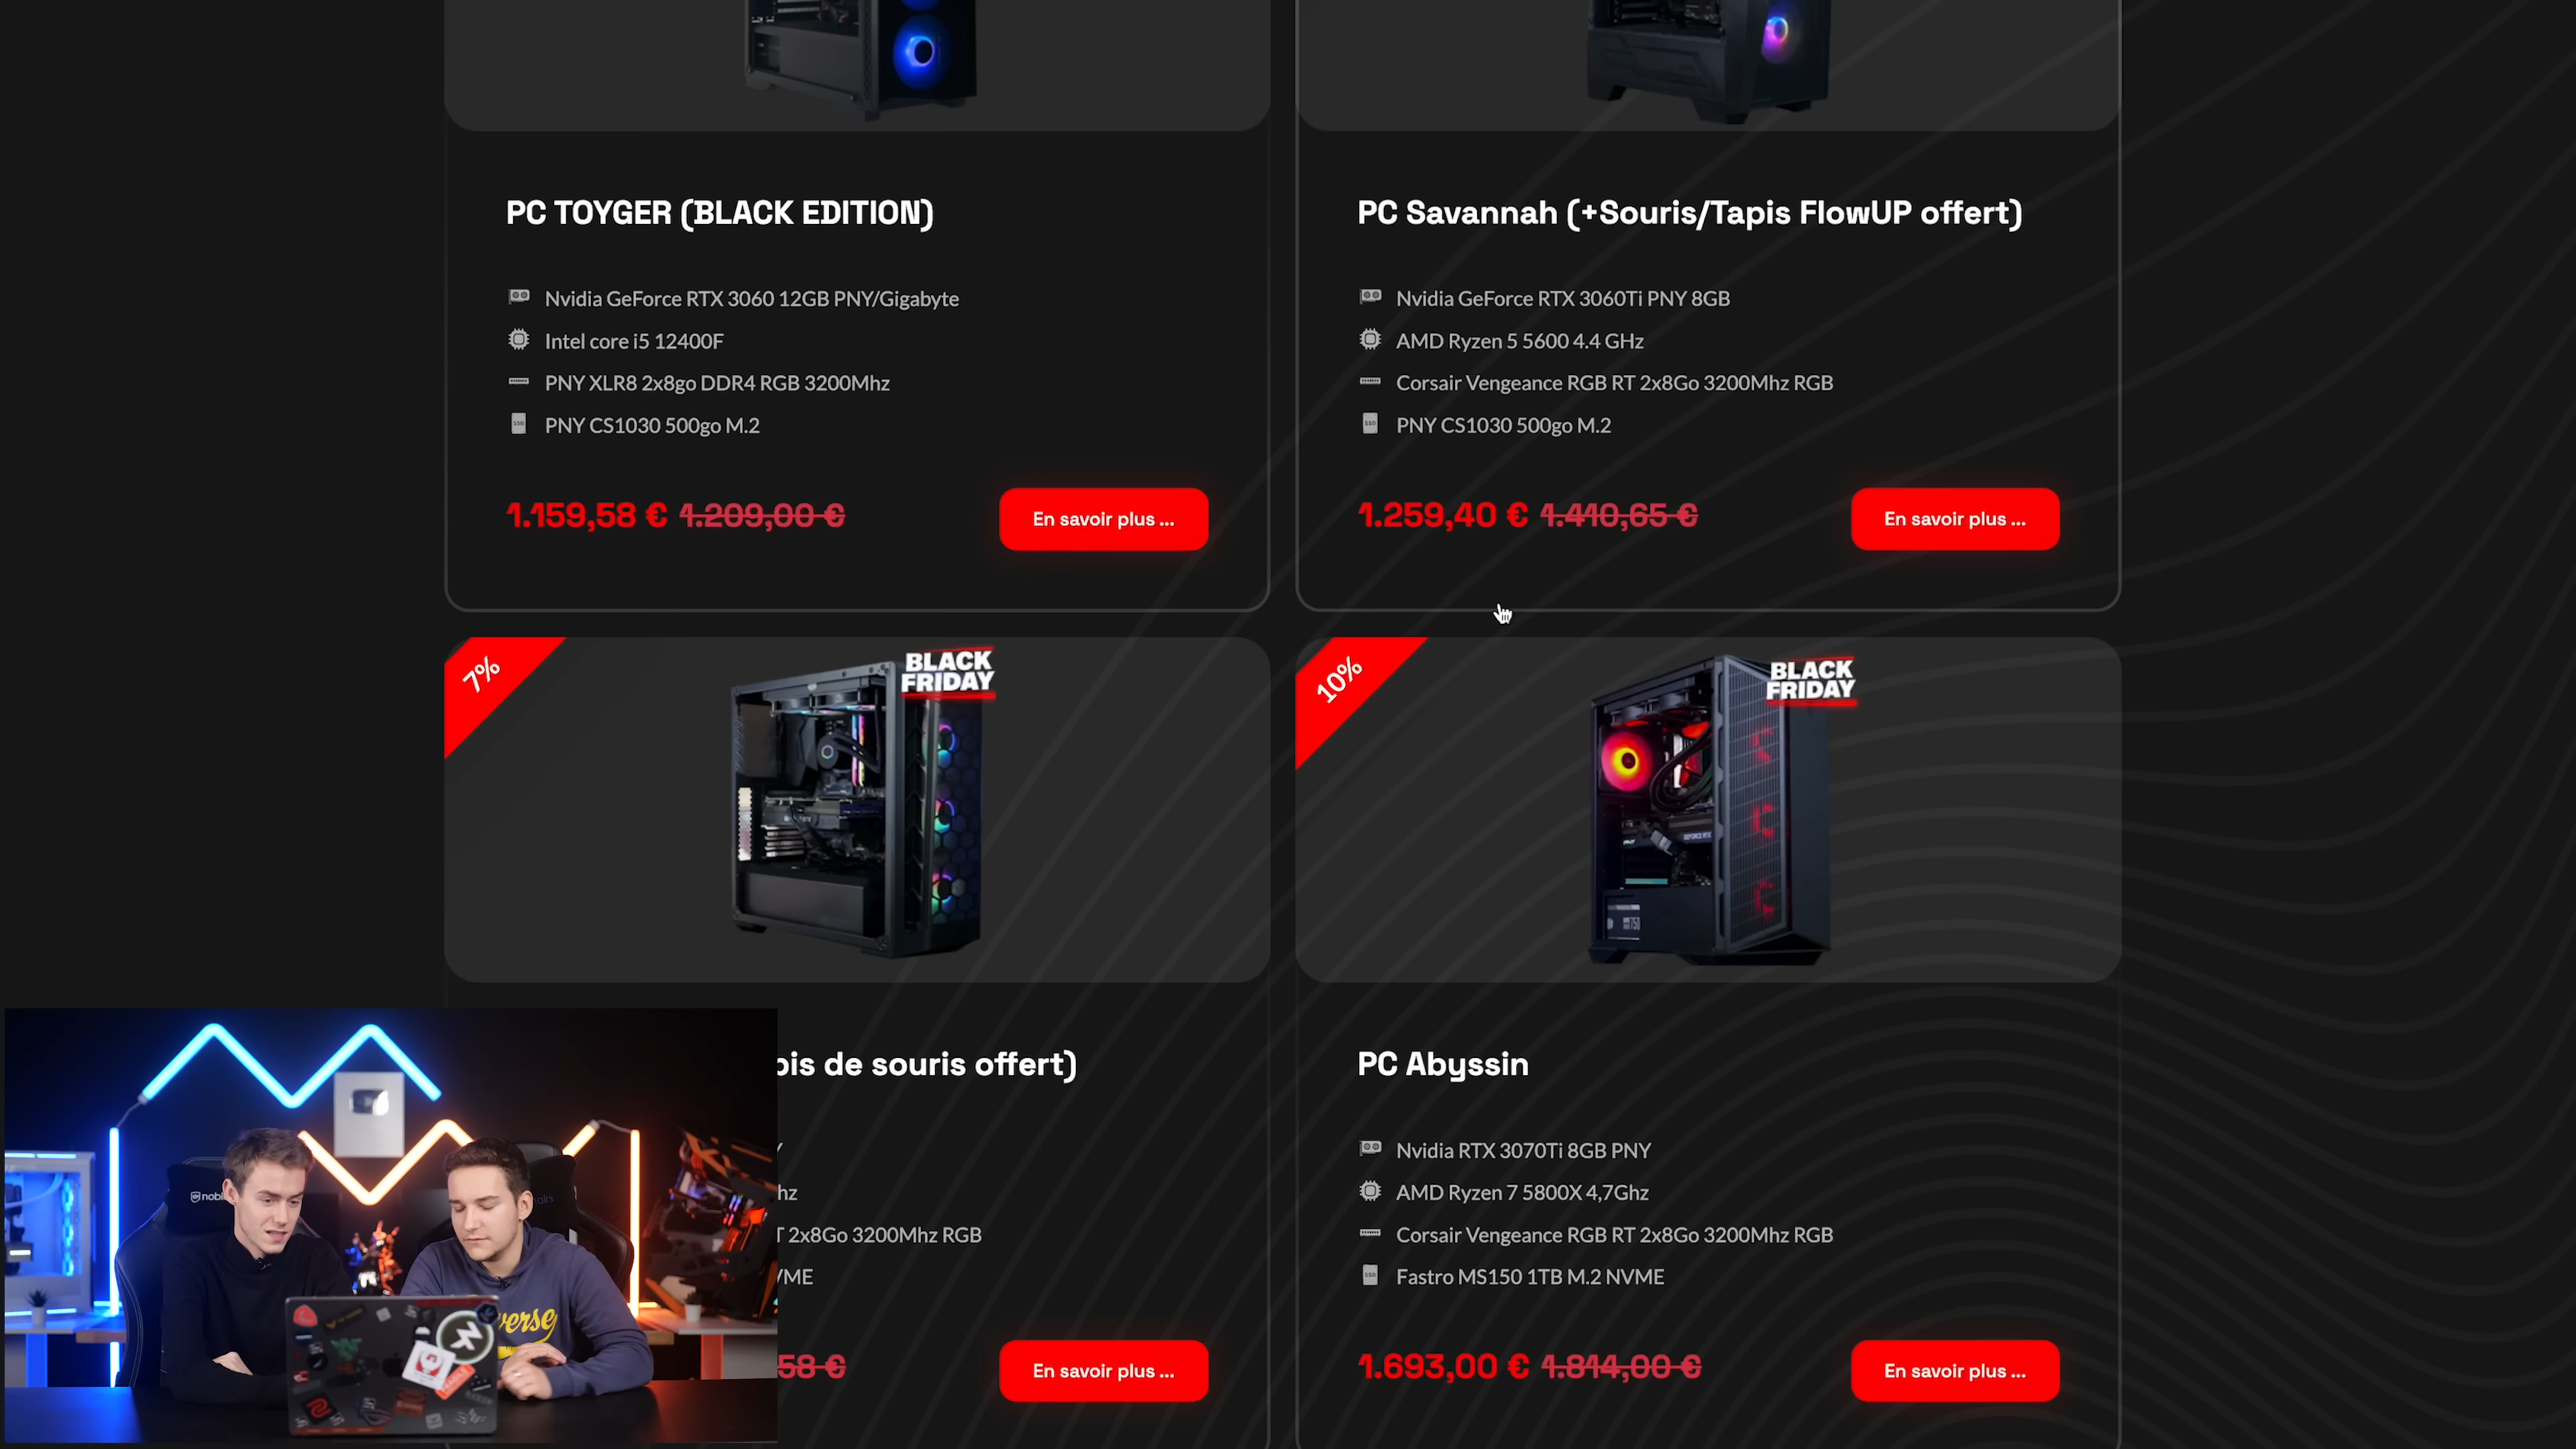 PC TOYGER (BLACK EDITION)
Nvidia GeForce RTX 3060 12GB PNY/Gigabyte
Intel core i5 12400F
PNY XLR8 2x8go DDR4 RGB 3200Mhz
PNY CS1030 500go M.2
1.159,58 € 1.209,00 €
En savoir plus ...
PC Savannah (+Souris/Tapis FlowUP offert)
Nvidia GeForce RTX 3060Ti PNY 8GB
AMD Ryzen 5 5600 4.4 GHz
Corsair Vengeance RGB RT 2x8Go 3200Mhz RGB
PNY CS1030 500go M.2
1.259,40 € 1.410,65 €
En savoir plus ...
7%
BLACK
FRIDAY
de souris offert)
2x8Go 3200Mhz RGB
58 €
En savoir plus ...
10%
BLACK
FRIDAY
GEFORCE RTX
PNY
PC Abyssin
Nvidia RTX 3070Ti 8GB PNY
AMD Ryzen 7 5800X 4,7Ghz
Corsair Vengeance RGB RT 2x8Go 3200Mhz RGB
Fastro MS150 1TB M.2 NVME
1.693,00 € 1.814,00 €
En savoir plus ...